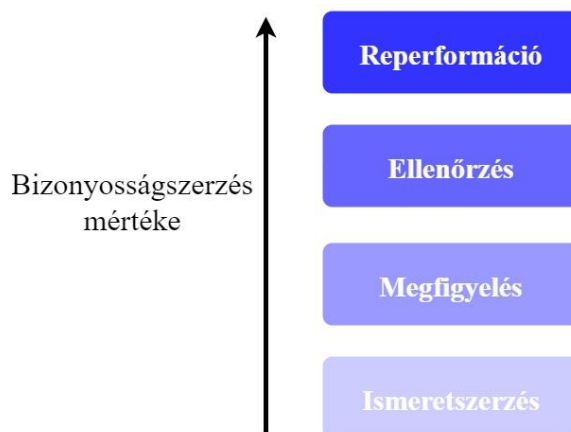 Reperformáció
Ellenőrzés
Bizonyosságszerzés
mértéke
Megfigyelés
Ismeretszerzés